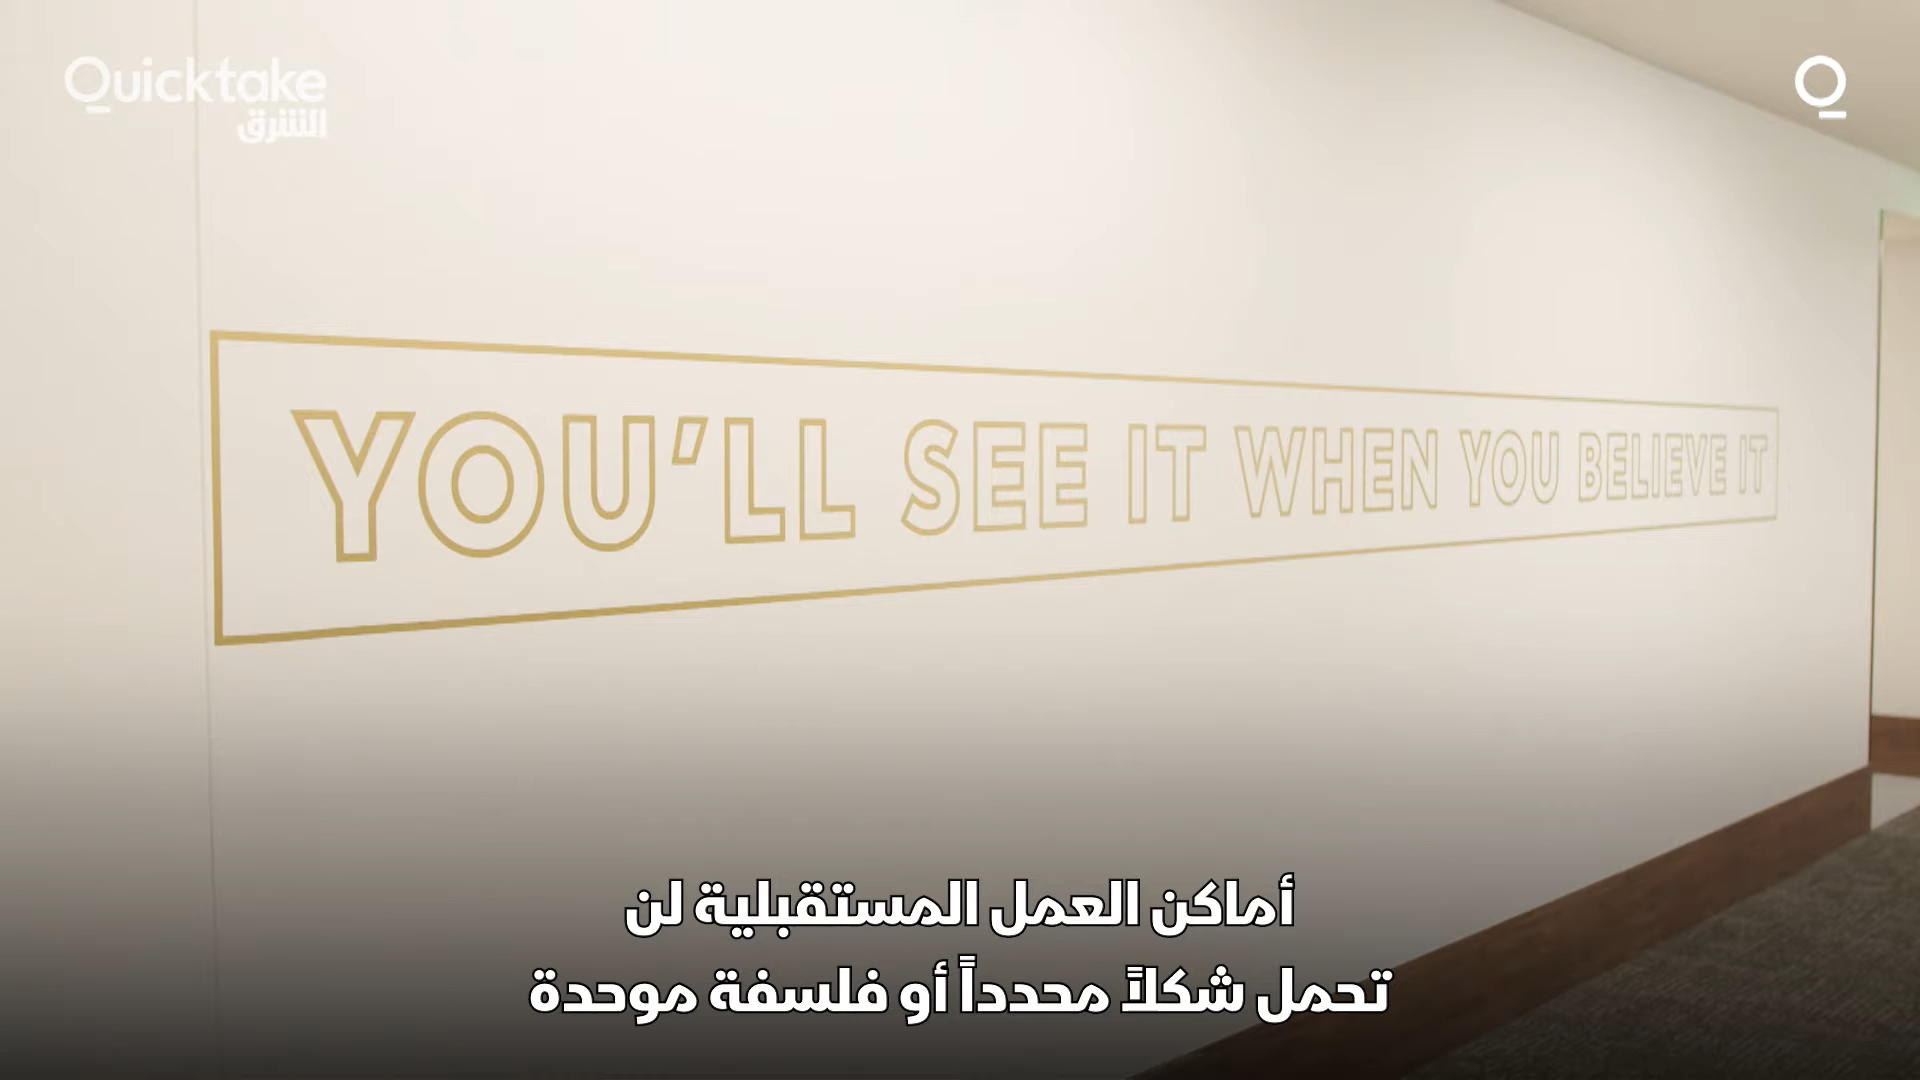 Quicktake
الشرق
YOU'LL SEE IT WHEN YOU BELIEVE IT
أماكن العمل المستقبلية لن
تحمل شكلاً محدداً أو فلسفة موحدة